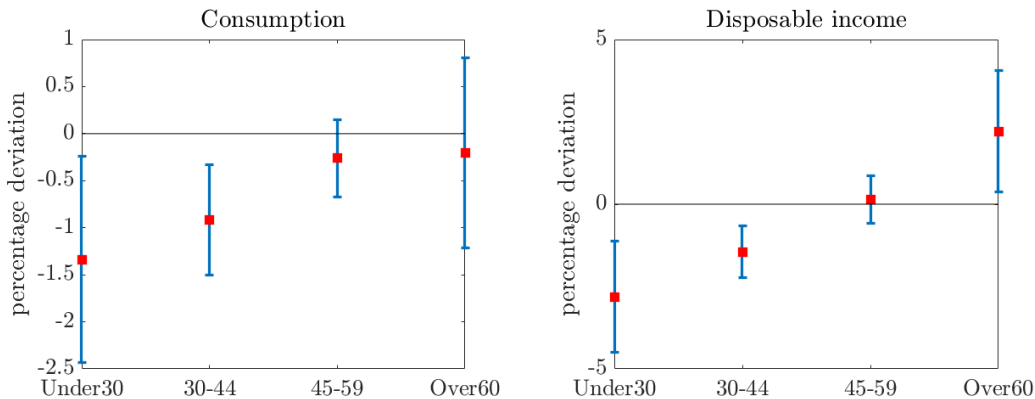 Consumption
percentage deviation
1
0.5
0
-0.5
-1
-1.5
-2
-2.5
Under30 30-44 45-59 Over60
Disposable income
percentage deviation
5
0
-5
Under30 30-44 45-59 Over60